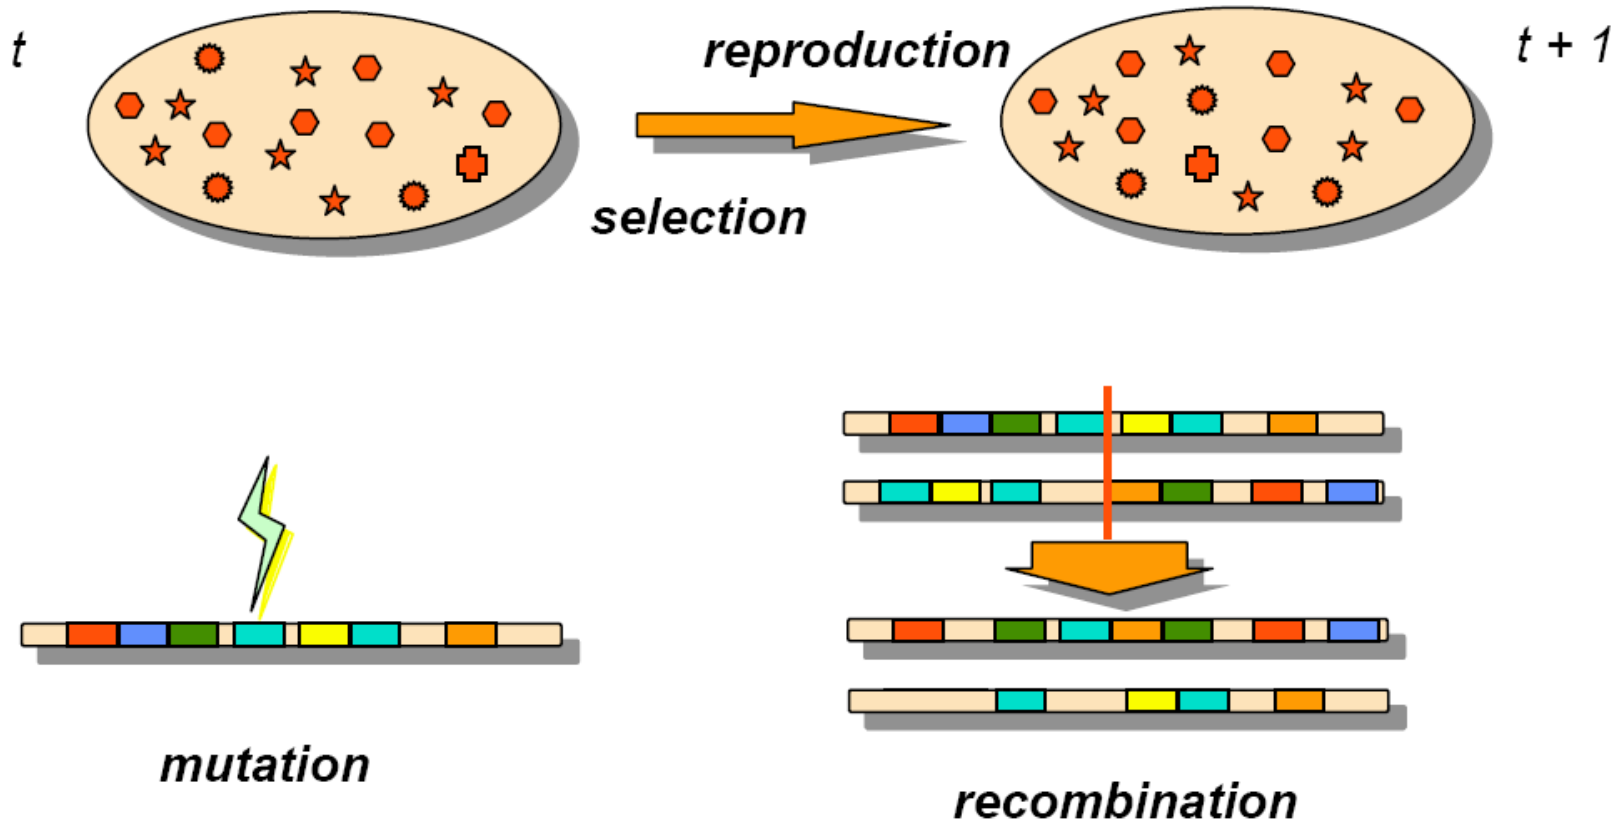 t
reproduction
t + 1
selection
mutation
recombination